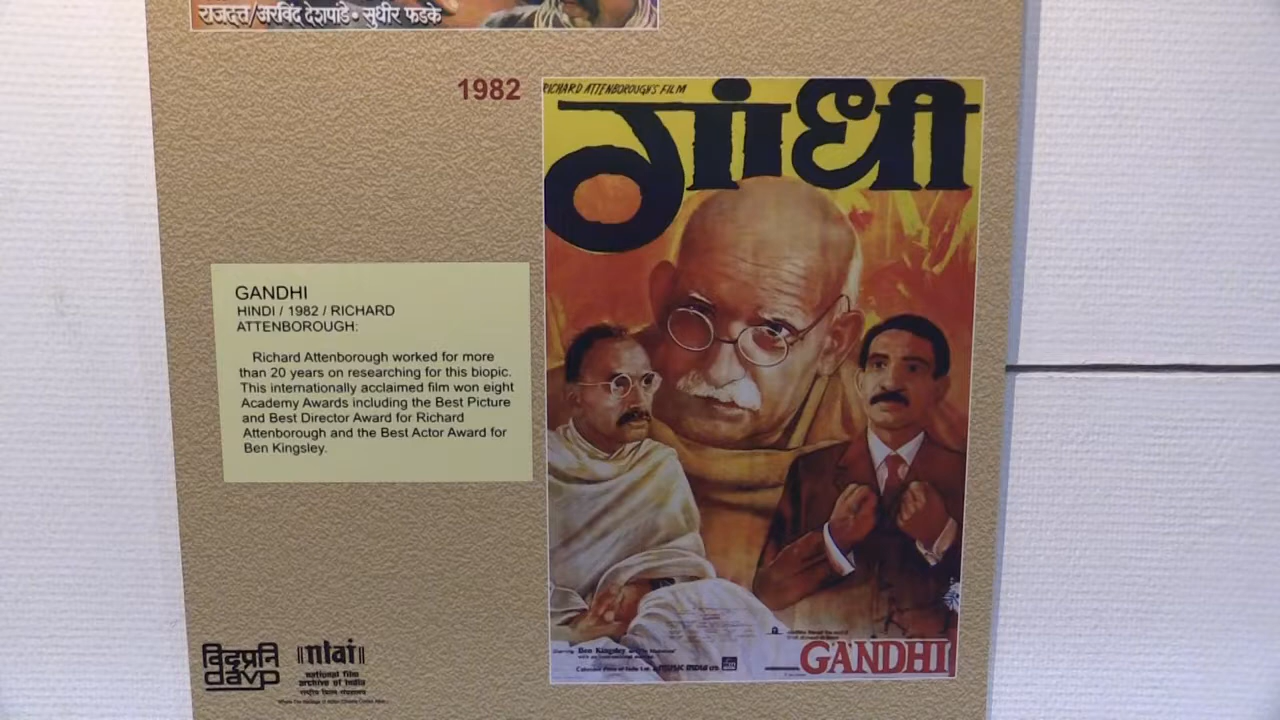 राजदत्त/अरविंद देशपांडे • सुधीर फडके
1982
RICHARD ATTENBOROUGH'S FILM
गांधी
GANDHI
HINDI / 1982 / RICHARD
ATTENBOROUGH:
Richard Attenborough worked for more
than 20 years on researching for this biopic.
This internationally acclaimed film won eight
Academy Awards including the Best Picture
and Best Director Award for Richard
Attenborough and the Best Actor Award for
Ben Kingsley.
Ben Kingsley
GANDHI
davp
nfai
national film
archive of india